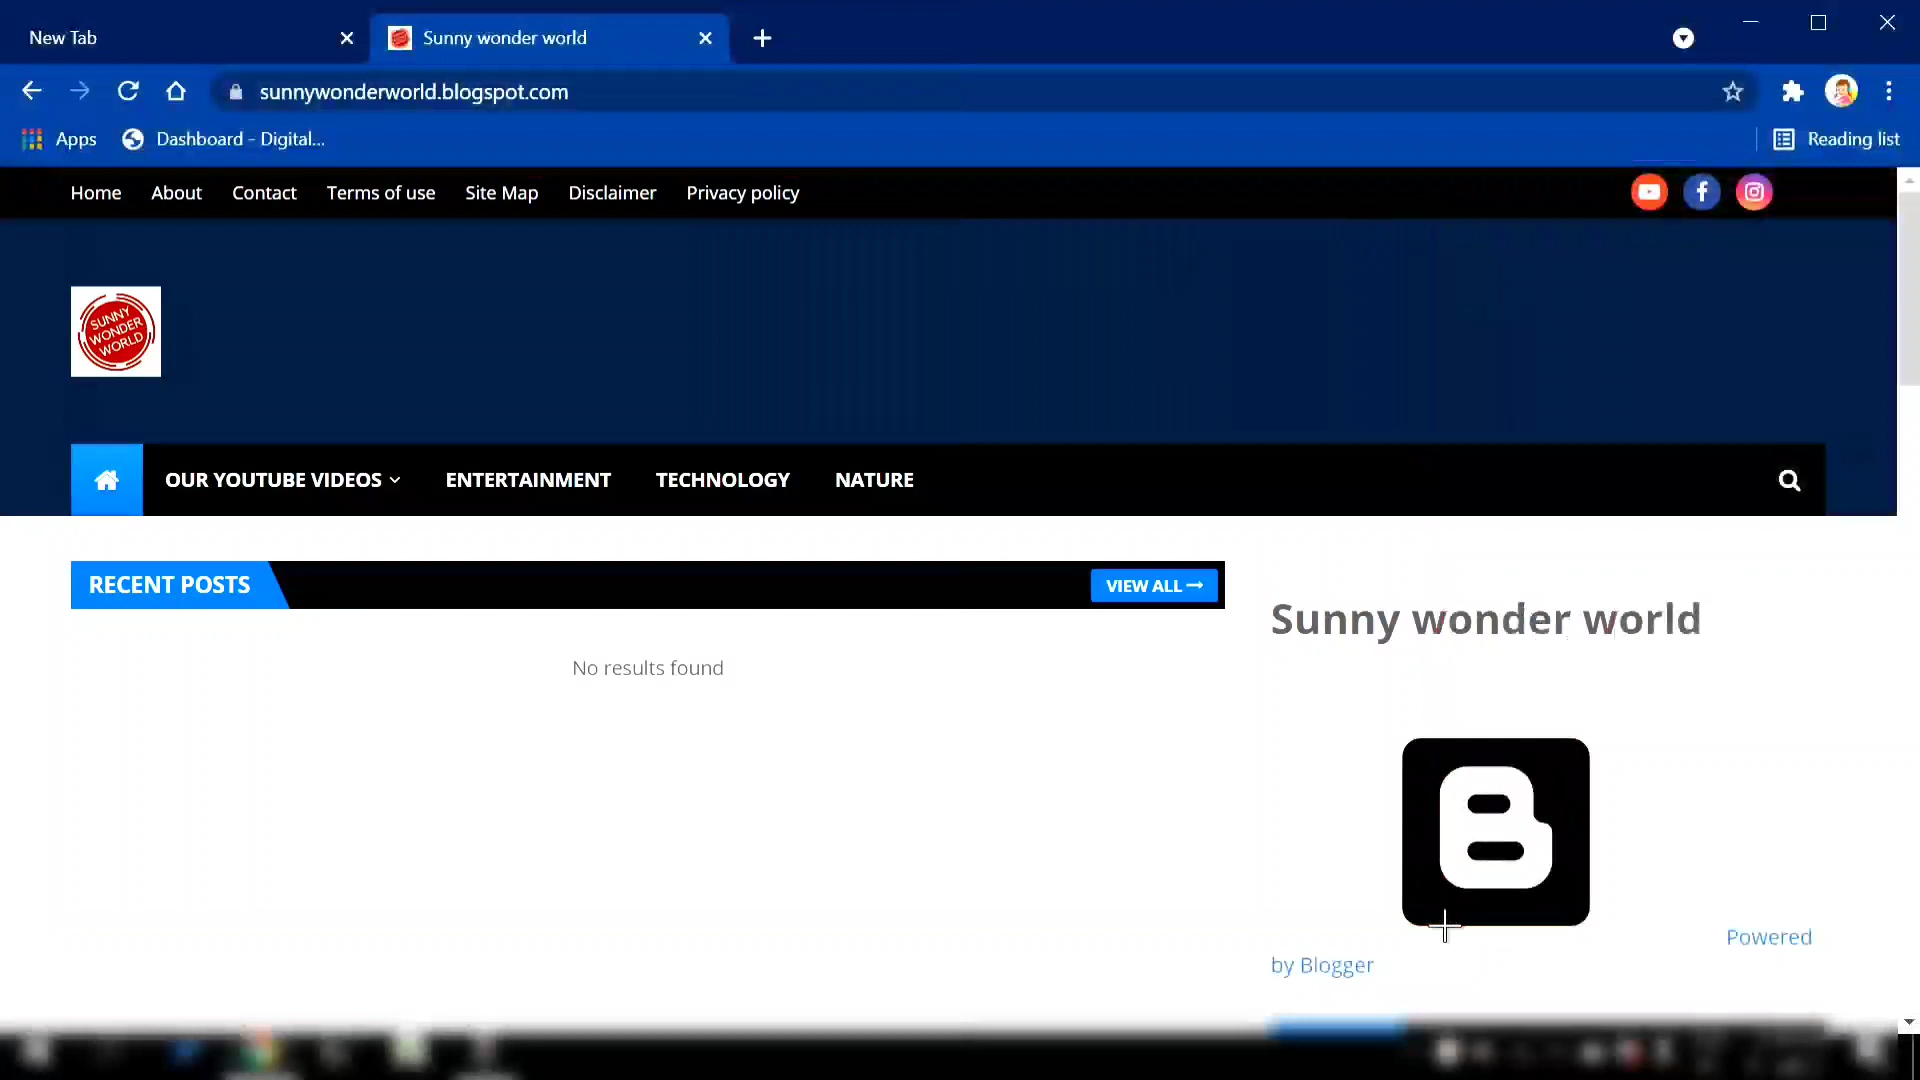 New Tab
Sunny wonder world
sunnywonderworld.blogspot.com
Apps
Dashboard - Digital...
Reading list
Home About Contact Terms of use Site Map Disclaimer Privacy policy
SUNNY
WONDER
WORLD
OUR YOUTUBE VIDEOS ENTERTAINMENT TECHNOLOGY NATURE
RECENT POSTS
VIEW ALL
No results found
Sunny wonder world
Powered
by Blogger